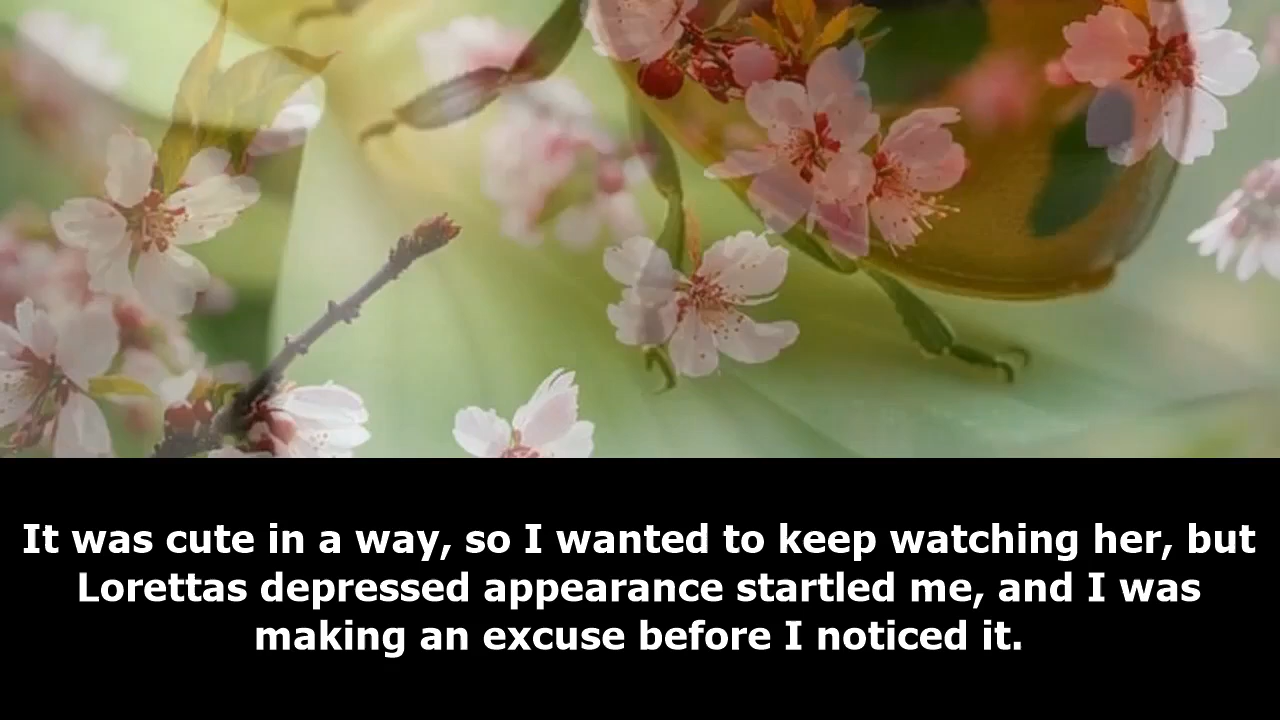 It was cute in a way, so I wanted to keep watching her, but
Lorettas depressed appearance startled me, and I was
making an excuse before I noticed it.